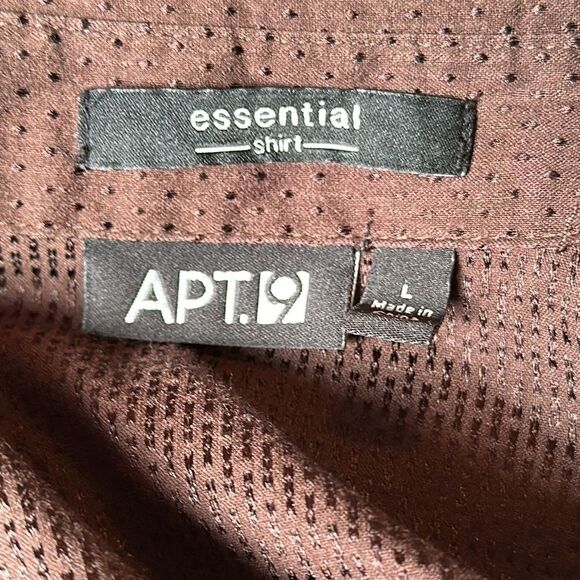 essential
shirt
APT.9
L
Made in